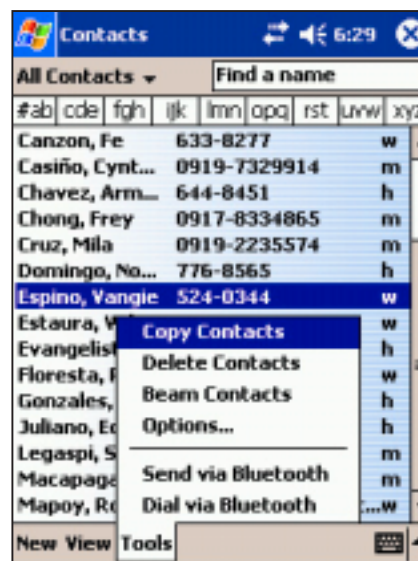 Contacts 6:29
All Contacts Find a name
#ab cde fgh ijk lmn opq rst uvw xyz
Canzon, Fe 633-8277 w
Casiño, Cynt... 0919-7329914 m
Chavez, Arm... 644-8451 h
Chong, Frey 0917-8334865 m
Cruz, Mila 0919-2235574 m
Domingo, No... 776-8565 h
Espino, Vangie 524-0344 w
Estaura, w
Copy Contacts
Evangelist h
Delete Contacts
Floresta, w
Beam Contacts
Gonzales, h
Options...
Juliano, Ed h
Legaspi, S m
Send via Bluetooth
Macapaga m
Dial via Bluetooth
Mapoy, Ro ...w
New View Tools